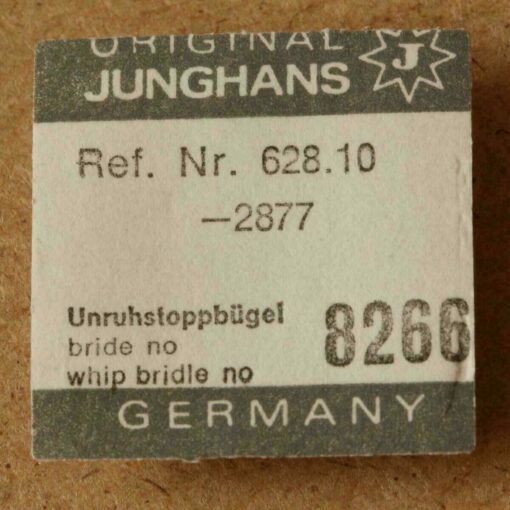 ORIGINAL
JUNGHANS
J
Ref. Nr. 628.10
-2877
Unruhstoppbügel
bride no
whip bridle no
8266
GERMANY